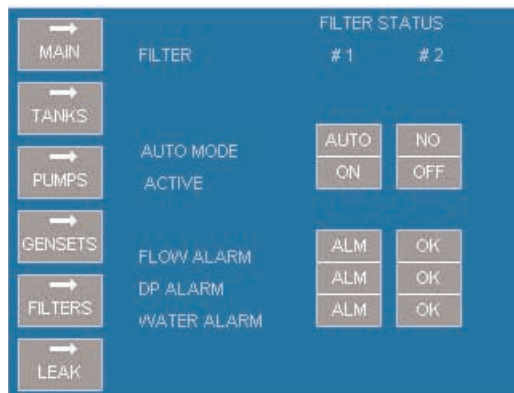 FILTER STATUS
MAIN
FILTER
# 1
# 2
TANKS
AUTO MODE
AUTO
NO
PUMPS
ACTIVE
ON
OFF
GENSETS
FLOW ALARM
ALM
OK
DP ALARM
ALM
OK
FILTERS
WATER ALARM
ALM
OK
LEAK